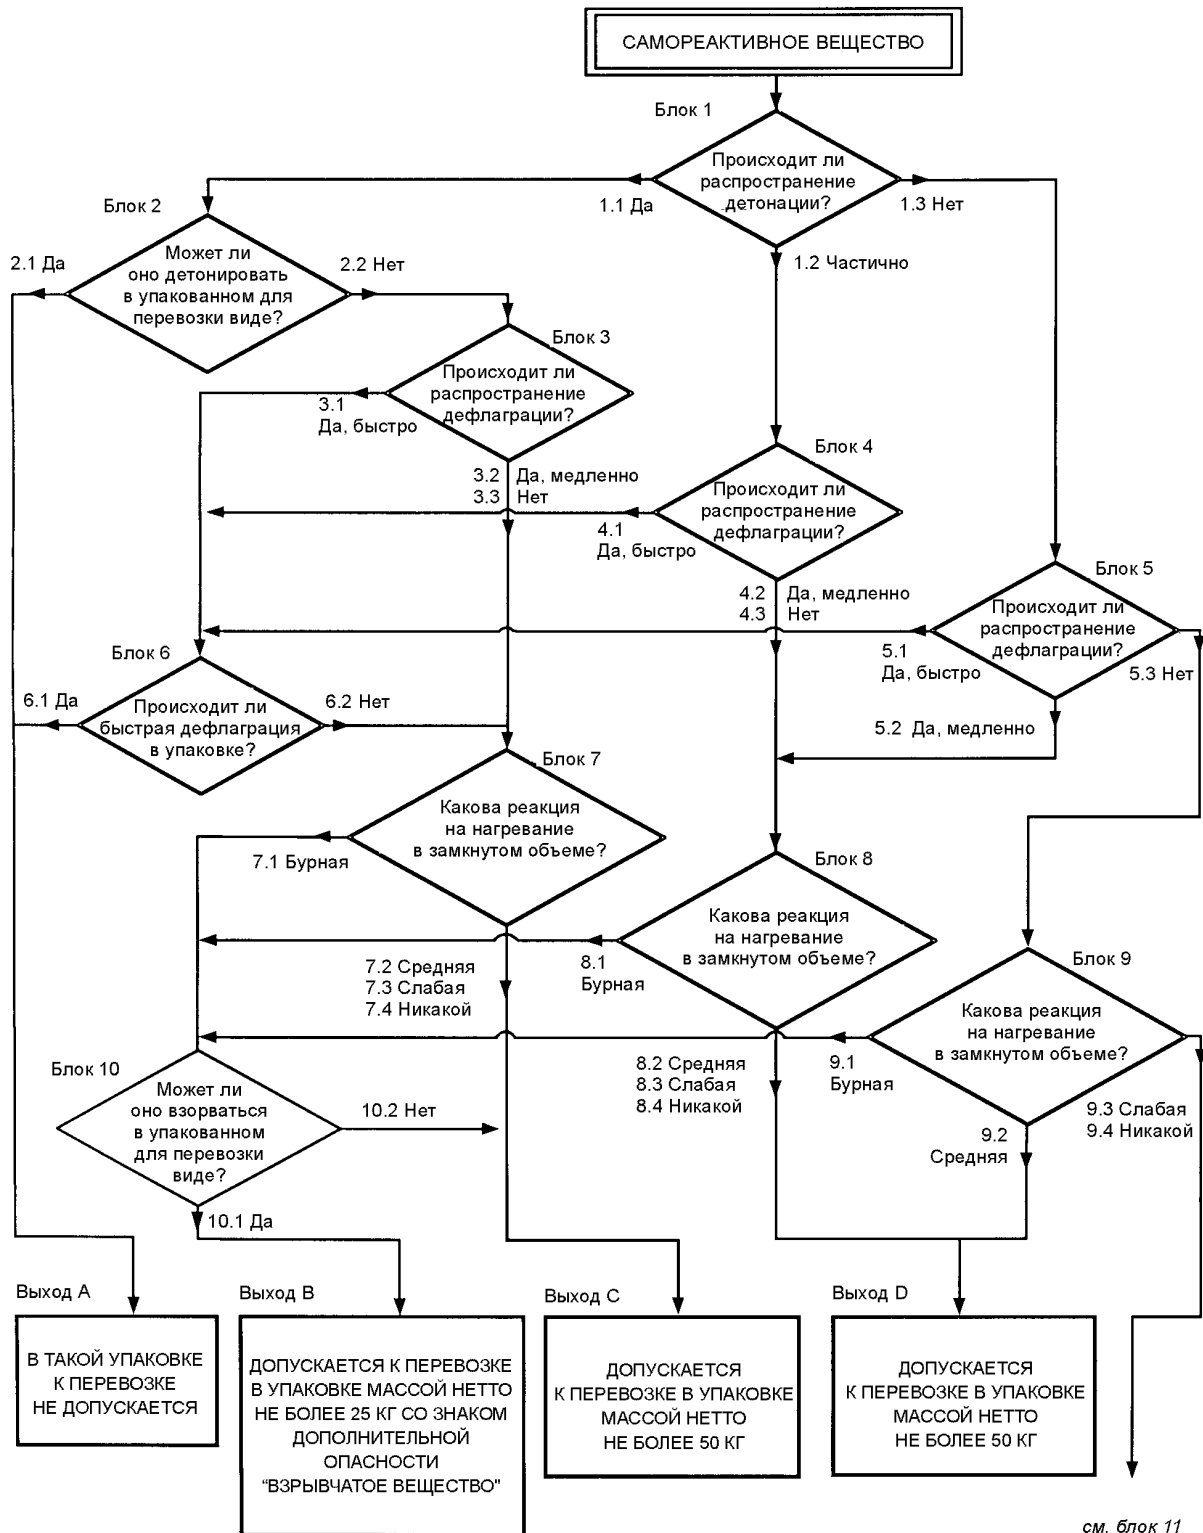 САМОРЕАКТИВНОЕ ВЕЩЕСТВО
Блок 1
Происходит ли
распространение
детонации?
1.1 Да
1.3 Нет
1.2 Частично
Блок 2
Может ли
оно детонировать
в упакованном для
перевозки виде?
2.1 Да
2.2 Нет
Блок 3
Происходит ли
распространение
дефлаграции?
3.1
Да, быстро
3.2 Да, медленно
3.3 Нет
Блок 4
Происходит ли
распространение
дефлаграции?
4.1
Да, быстро
4.2 Да, медленно
4.3 Нет
Блок 5
Происходит ли
распространение
дефлаграции?
5.1
Да, быстро
5.3 Нет
5.2 Да, медленно
Блок 6
Происходит ли
быстрая дефлаграция
в упаковке?
6.1 Да
6.2 Нет
Блок 7
Какова реакция
на нагревание
в замкнутом объеме?
7.1 Бурная
7.2 Средняя
7.3 Слабая
7.4 Никакой
Блок 8
Какова реакция
на нагревание
в замкнутом объеме?
8.1
Бурная
8.2 Средняя
8.3 Слабая
8.4 Никакой
Блок 9
Какова реакция
на нагревание
в замкнутом объеме?
9.1
Бурная
9.2
Средняя
9.3 Слабая
9.4 Никакой
Блок 10
Может ли
оно взорваться
в упакованном
для перевозки
виде?
10.2 Нет
10.1 Да
Выход A
В ТАКОЙ УПАКОВКЕ
К ПЕРЕВОЗКЕ
НЕ ДОПУСКАЕТСЯ
Выход B
ДОПУСКАЕТСЯ К ПЕРЕВОЗКЕ
В УПАКОВКЕ МАССОЙ НЕТТО
НЕ БОЛЕЕ 25 КГ СО ЗНАКОМ
ДОПОЛНИТЕЛЬНОЙ
ОПАСНОСТИ
“ВЗРЫВЧАТОЕ ВЕЩЕСТВО"
Выход C
ДОПУСКАЕТСЯ
К ПЕРЕВОЗКЕ В УПАКОВКЕ
МАССОЙ НЕТТО
НЕ БОЛЕЕ 50 КГ
Выход D
ДОПУСКАЕТСЯ
К ПЕРЕВОЗКЕ В УПАКОВКЕ
МАССОЙ НЕТТО
НЕ БОЛЕЕ 50 КГ
см. блок 11